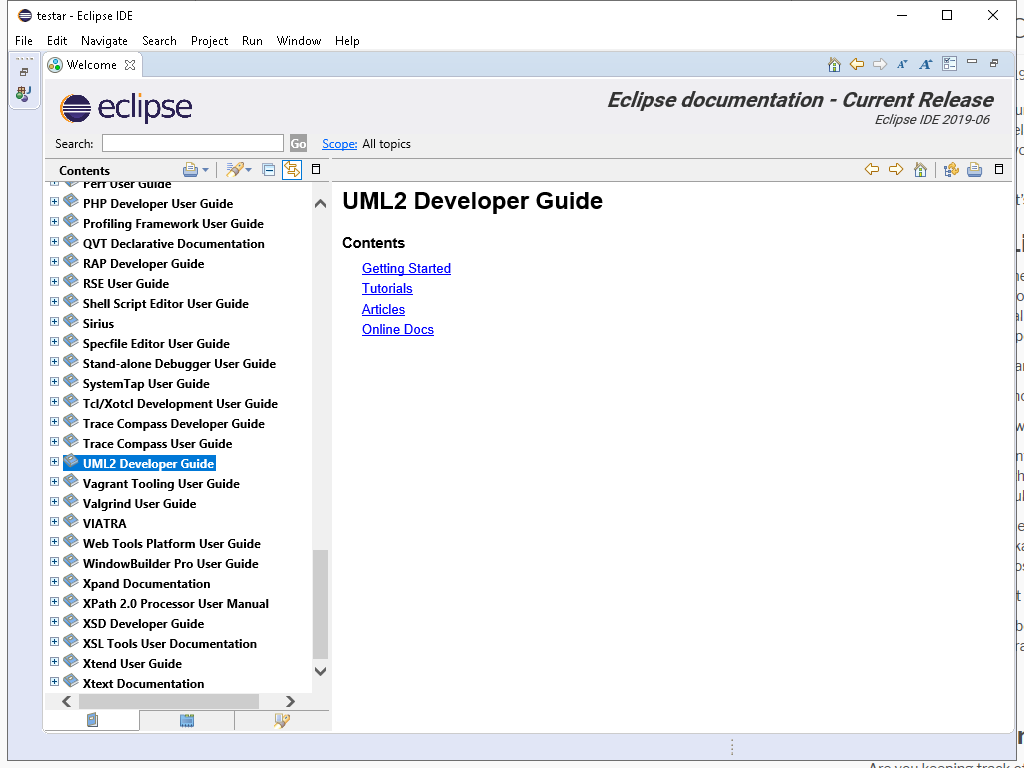 testar - Eclipse IDE
File Edit Navigate Search Project Run Window Help
Welcome
eclipse
Eclipse documentation - Current Release
Eclipse IDE 2019-06
Search: Go Scope: All topics
Contents
Perf User Guide
PHP Developer User Guide
Profiling Framework User Guide
QVT Declarative Documentation
RAP Developer Guide
RSE User Guide
Shell Script Editor User Guide
Sirius
Specfile Editor User Guide
Stand-alone Debugger User Guide
SystemTap User Guide
Tcl/Xotcl Development User Guide
Trace Compass Developer Guide
Trace Compass User Guide
UML2 Developer Guide
Vagrant Tooling User Guide
Valgrind User Guide
VIATRA
Web Tools Platform User Guide
WindowBuilder Pro User Guide
Xpand Documentation
XPath 2.0 Processor User Manual
XSD Developer Guide
XSL Tools User Documentation
Xtend User Guide
Xtext Documentation
UML2 Developer Guide
Contents
Getting Started
Tutorials
Articles
Online Docs
Are you keeping track of